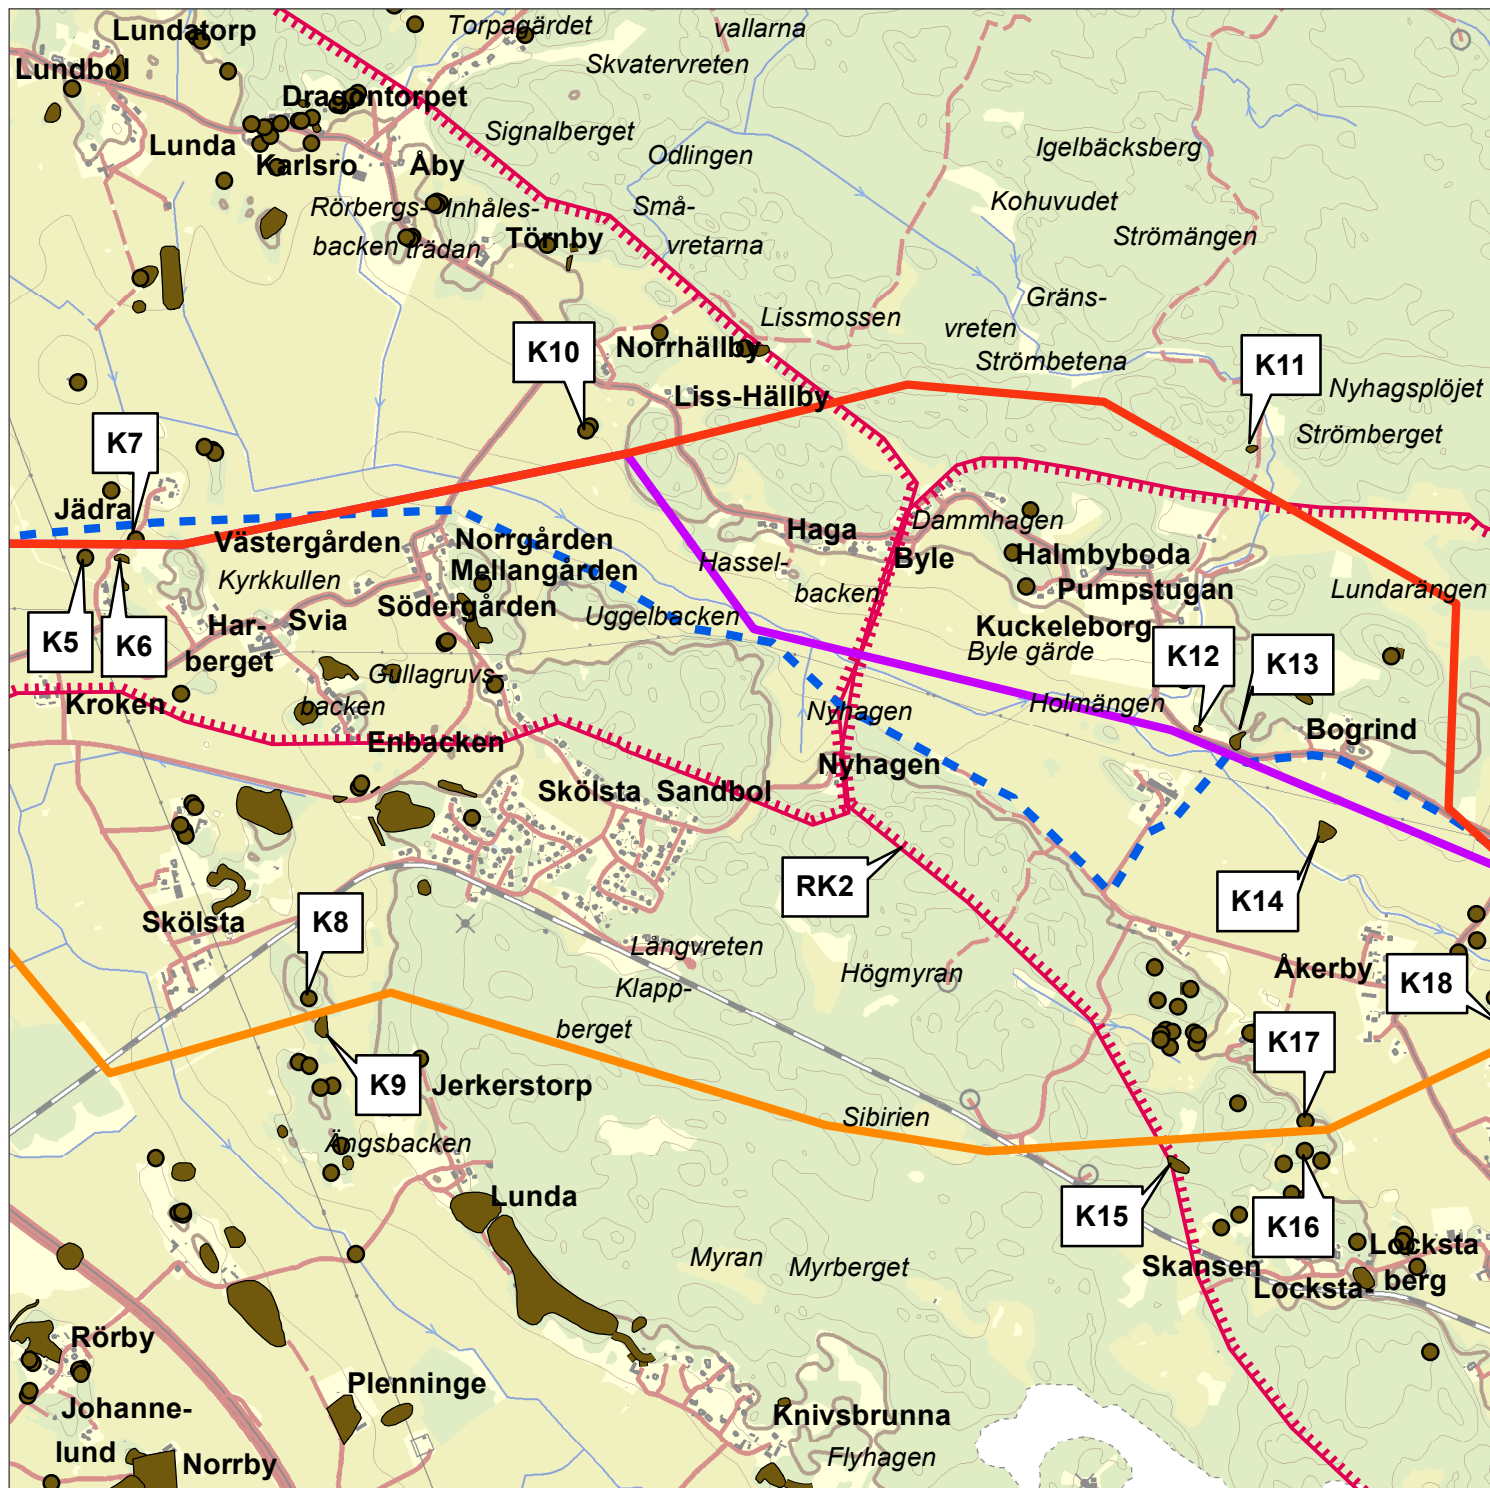 Torpagärdet
vallarna
Lundatorp
Skvatervreten
Lundbol
Dragontorpet
Signalberget
Lunda
Karlsro
Åby
Odlingen
Igelbäcksberg
Rörbergs-
backen
Inhåles-
trädan
Små-
vretarna
Kohuvudet
Törnby
Strömängen
Gräns-
vreten
Lissmossen
Norrhällby
K10
Strömbetena
K11
Nyhagsplöjet
Liss-Hällby
Strömberget
K7
Jädra
Västergården
Norrgården
Haga
Dammhagen
Byle
Halmbyboda
Mellangården
Hassel-
backen
Kyrkkullen
Pumpstugan
Lundarängen
Södergården
Uggelbacken
Svia
Har-
berget
K5
K6
Kuckeleborg
Byle gärde
K12
K13
Gullagruvs-
backen
Kroken
Nyhagen
Holmängen
Bogrind
Enbacken
Nyhagen
Skölsta
Sandbol
RK2
K14
Skölsta
K8
Långvreten
Högmyran
Åkerby
K18
Klapp-
berget
K17
K9
Jerkerstorp
Sibirien
Ängsbacken
Lunda
K15
K16
Myran
Myrberget
Skansen
Locksta
berg
Locksta-
Rörby
Plenninge
Johanne-
lund
Knivsbrunna
Norrby
Flyhagen